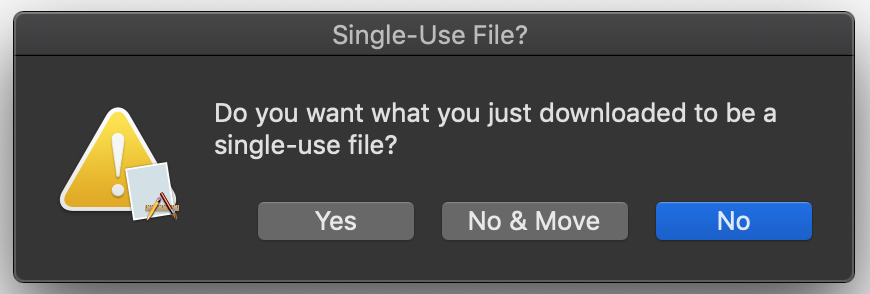 Single-Use File?
Do you want what you just downloaded to be a
single-use file?
Yes
No & Move
No